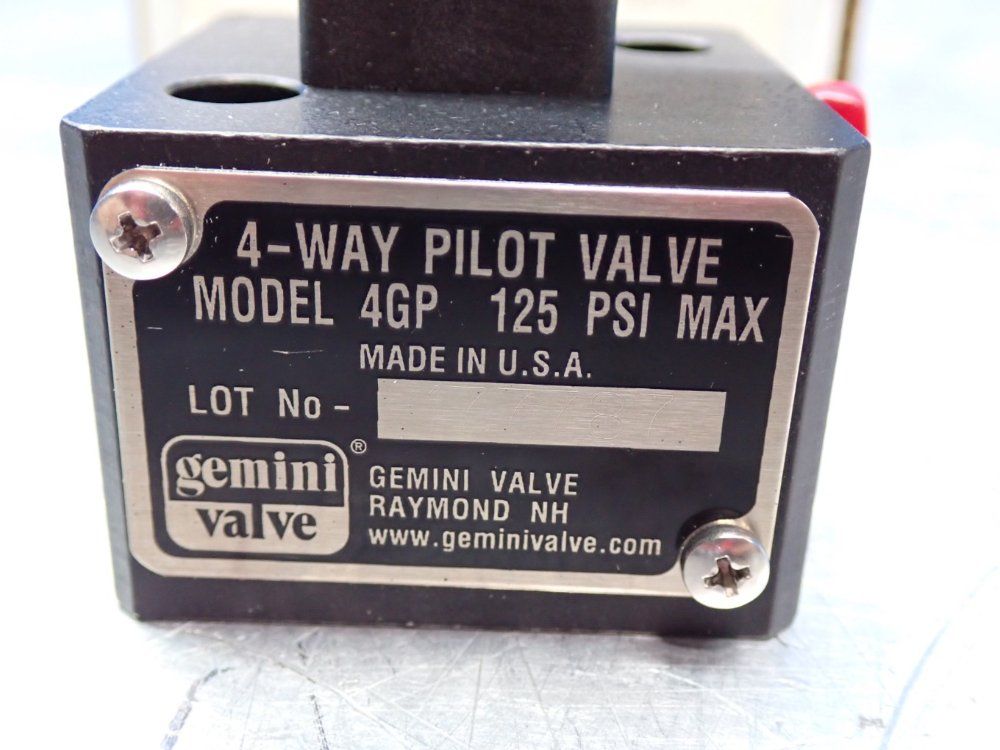 4-WAY PILOT VALVE
MODEL 4GP 125 PSI MAX
MADE IN U.S.A.
LOT No -
gemini®
valve
GEMINI VALVE
RAYMOND NH
www.geminivalve.com